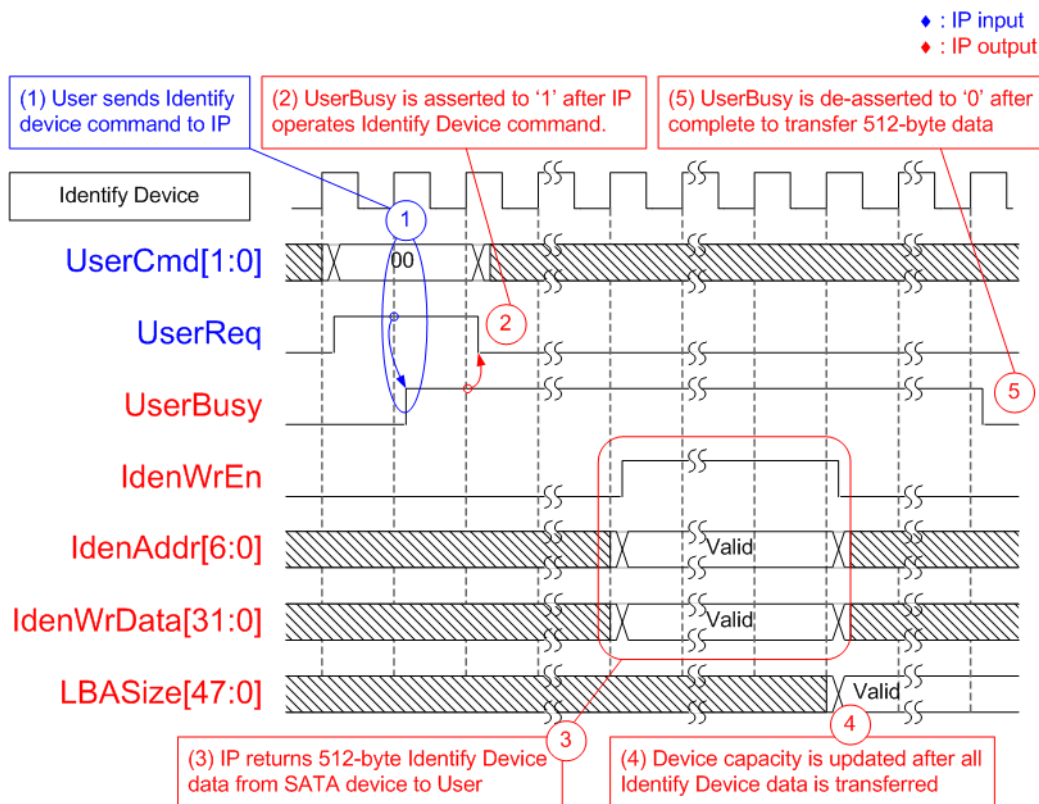 ♦ : IP input
♦ : IP output
(1) User sends Identify
device command to IP
(2) UserBusy is asserted to ‘1’ after IP
operates Identify Device command.
(5) UserBusy is de-asserted to ‘0’ after
complete to transfer 512-byte data
Identify Device
1
UserCmd[1:0]
00
UserReq
2
UserBusy
5
IdenWrEn
IdenAddr[6:0]
Valid
IdenWrData[31:0]
Valid
LBASize[47:0]
Valid
3
4
(3) IP returns 512-byte Identify Device
data from SATA device to User
(4) Device capacity is updated after all
Identify Device data is transferred